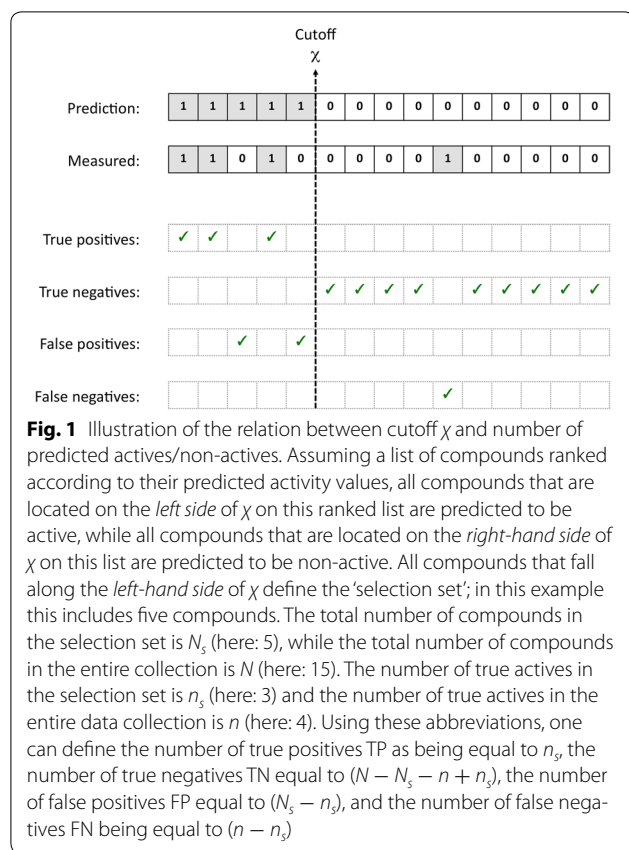 Cutoff
χ
Prediction: 1 1 1 1 1 0 0 0 0 0 0 0 0 0 0
Measured: 1 1 0 1 0 0 0 0 0 1 0 0 0 0 0
True positives: ✓ ✓ ✓
True negatives: ✓ ✓ ✓ ✓ ✓ ✓ ✓ ✓ ✓
False positives: ✓ ✓
False negatives: ✓
Fig. 1 Illustration of the relation between cutoff χ and number of
predicted actives/non-actives. Assuming a list of compounds ranked
according to their predicted activity values, all compounds that are
located on the left side of χ on this ranked list are predicted to be
active, while all compounds that are located on the right-hand side of
χ on this list are predicted to be non-active. All compounds that fall
along the left-hand side of χ define the ‘selection set’; in this example
this includes five compounds. The total number of compounds in
the selection set is Nₛ (here: 5), while the total number of compounds
in the entire collection is N (here: 15). The number of true actives in
the selection set is nₛ (here: 3) and the number of true actives in the
entire data collection is n (here: 4). Using these abbreviations, one
can define the number of true positives TP as being equal to nₛ, the
number of true negatives TN equal to (N − Nₛ − n + nₛ), the number
of false positives FP equal to (Nₛ − nₛ), and the number of false nega-
tives FN being equal to (n − nₛ)